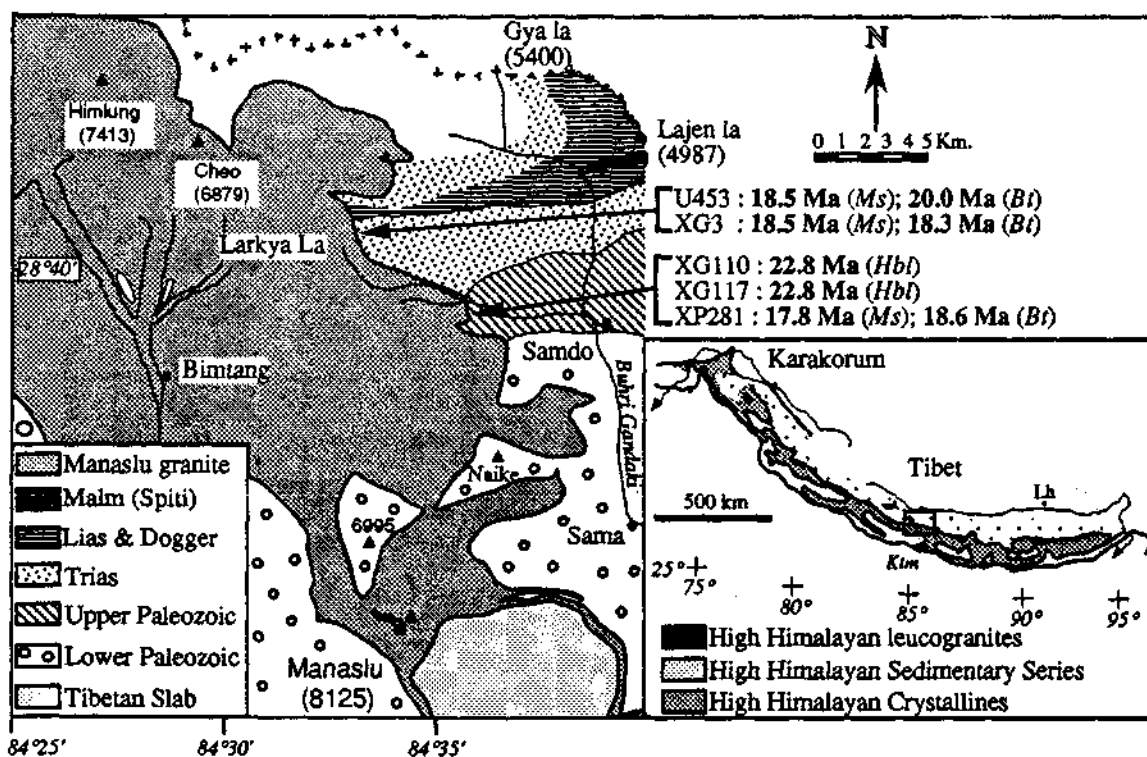 Gya la
(5400)
N
Himlung
(7413)
Cheo
(6879)
Lajen la
(4987)
0 1 2 3 4 5 Km.
U453 : 18.5 Ma (Ms); 20.0 Ma (Bt)
XG3 : 18.5 Ma (Ms); 18.3 Ma (Bt)
Larkya La
28°40'
XG110 : 22.8 Ma (Hbl)
XG117 : 22.8 Ma (Hbl)
XP281 : 17.8 Ma (Ms); 18.6 Ma (Bt)
Samdo
Bimtang
Buhri Gandaki
Naike
6995
Sama
Manaslu
(8125)
Manaslu granite
Malm (Spiti)
Lias & Dogger
Trias
Upper Paleozoic
Lower Paleozoic
Tibetan Slab
84°25'
84°30'
84°35'
Karakorum
Tibet
500 km
Lh
Ktm
25°
75°
80°
85°
90°
95°
High Himalayan leucogranites
High Himalayan Sedimentary Series
High Himalayan Crystallines